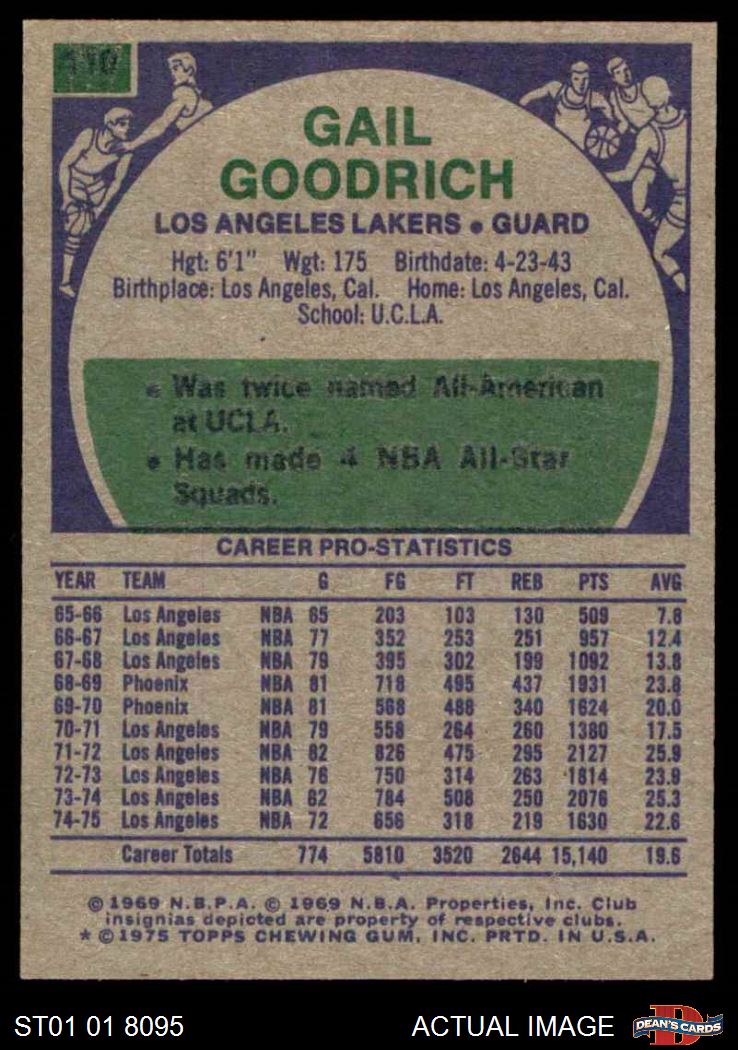 110
GAIL
GOODRICH
LOS ANGELES LAKERS • GUARD
Hgt: 6'1" Wgt: 175 Birthdate: 4-23-43
Birthplace: Los Angeles, Cal. Home: Los Angeles, Cal.
School: U.C.L.A.
• Was twice named All-American
at UCLA.
• Has made 4 NBA All-Star
Squads.
CAREER PRO-STATISTICS
YEAR TEAM G FG FT REB PTS AVG
65-66 Los Angeles NBA 65 203 103 130 509 7.8
66-67 Los Angeles NBA 77 352 253 251 957 12.4
67-68 Los Angeles NBA 79 395 302 199 1092 13.8
68-69 Phoenix NBA 81 718 495 437 1931 23.8
69-70 Phoenix NBA 81 568 488 340 1624 20.0
70-71 Los Angeles NBA 79 558 264 260 1380 17.5
71-72 Los Angeles NBA 82 826 475 295 2127 25.9
72-73 Los Angeles NBA 76 750 314 263 1814 23.9
73-74 Los Angeles NBA 82 784 508 250 2076 25.3
74-75 Los Angeles NBA 72 656 318 219 1630 22.6
Career Totals 774 5810 3520 2644 15,140 19.6
© 1969 N.B.P.A. © 1969 N.B.A. Properties, Inc. Club
insignias depicted are property of respective clubs.
* © 1975 TOPPS CHEWING GUM, INC. PRTD. IN U.S.A.
ST01 01 8095 ACTUAL IMAGE DEAN'S CARDS